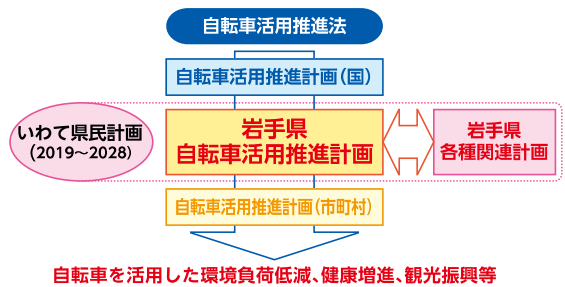 自転車活用推進法
自転車活用推進計画(国)
いわて県民計画
(2019～2028)
岩手県
自転車活用推進計画
岩手県
各種関連計画
自転車活用推進計画(市町村)
自転車を活用した環境負荷低減、健康増進、観光振興等